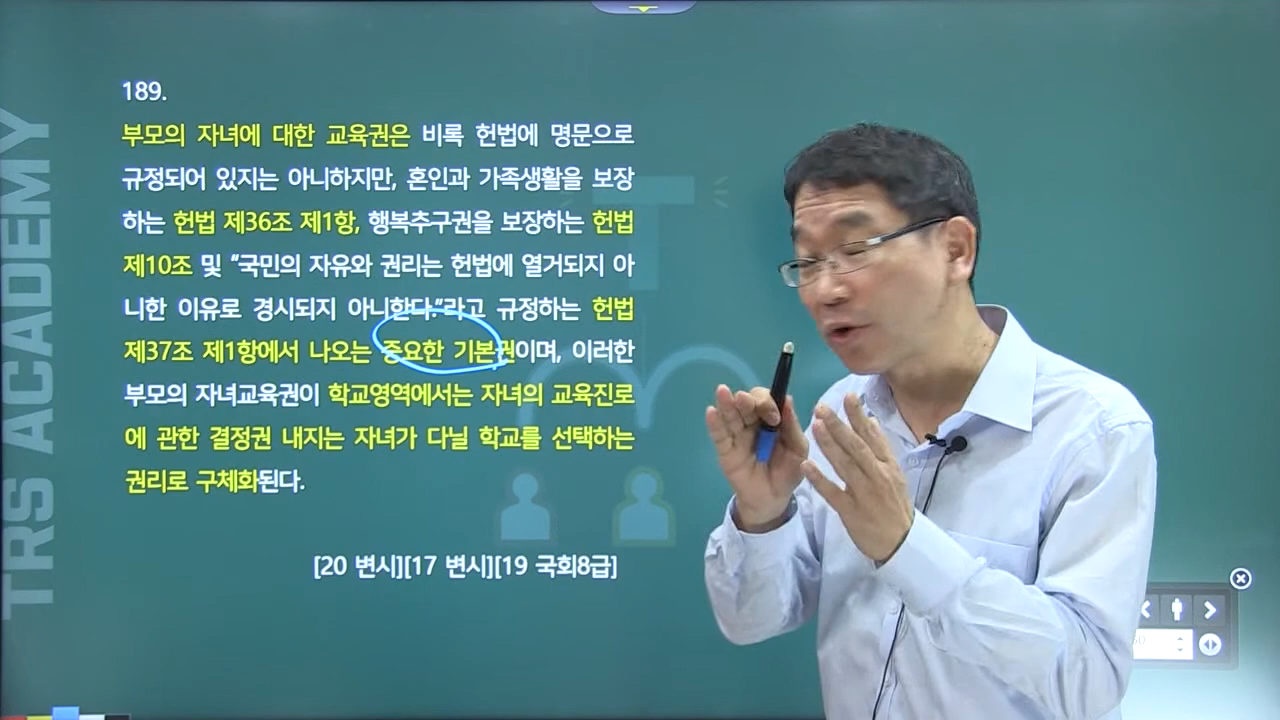 189.
부모의 자녀에 대한 교육권은 비록 헌법에 명문으로
규정되어 있지는 아니하지만, 혼인과 가족생활을 보장
하는 헌법 제36조 제1항, 행복추구권을 보장하는 헌법
제10조 및 “국민의 자유와 권리는 헌법에 열거되지 아
니한 이유로 경시되지 아니한다.”라고 규정하는 헌법
제37조 제1항에서 나오는 중요한 기본권이며, 이러한
부모의 자녀교육권이 학교영역에서는 자녀의 교육진로
에 관한 결정권 내지는 자녀가 다닐 학교를 선택하는
권리로 구체화된다.
[20 변시][17 변시][19 국회8급]
TRS ACADEMY